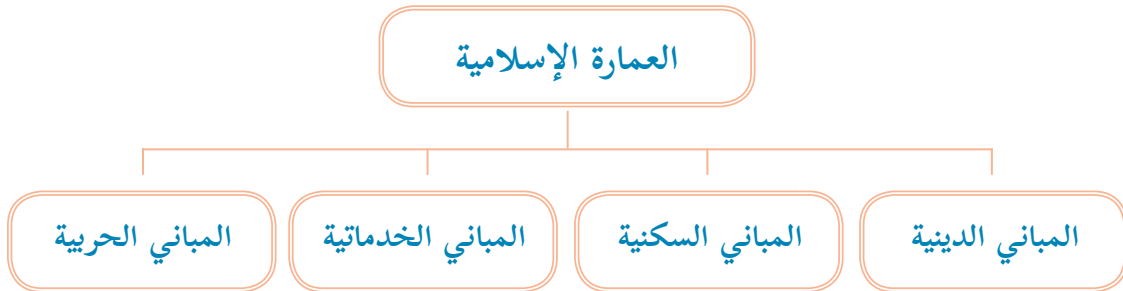 العمارة الإسلامية
المباني الدينية
المباني السكنية
المباني الخدماتية
المباني الحربية